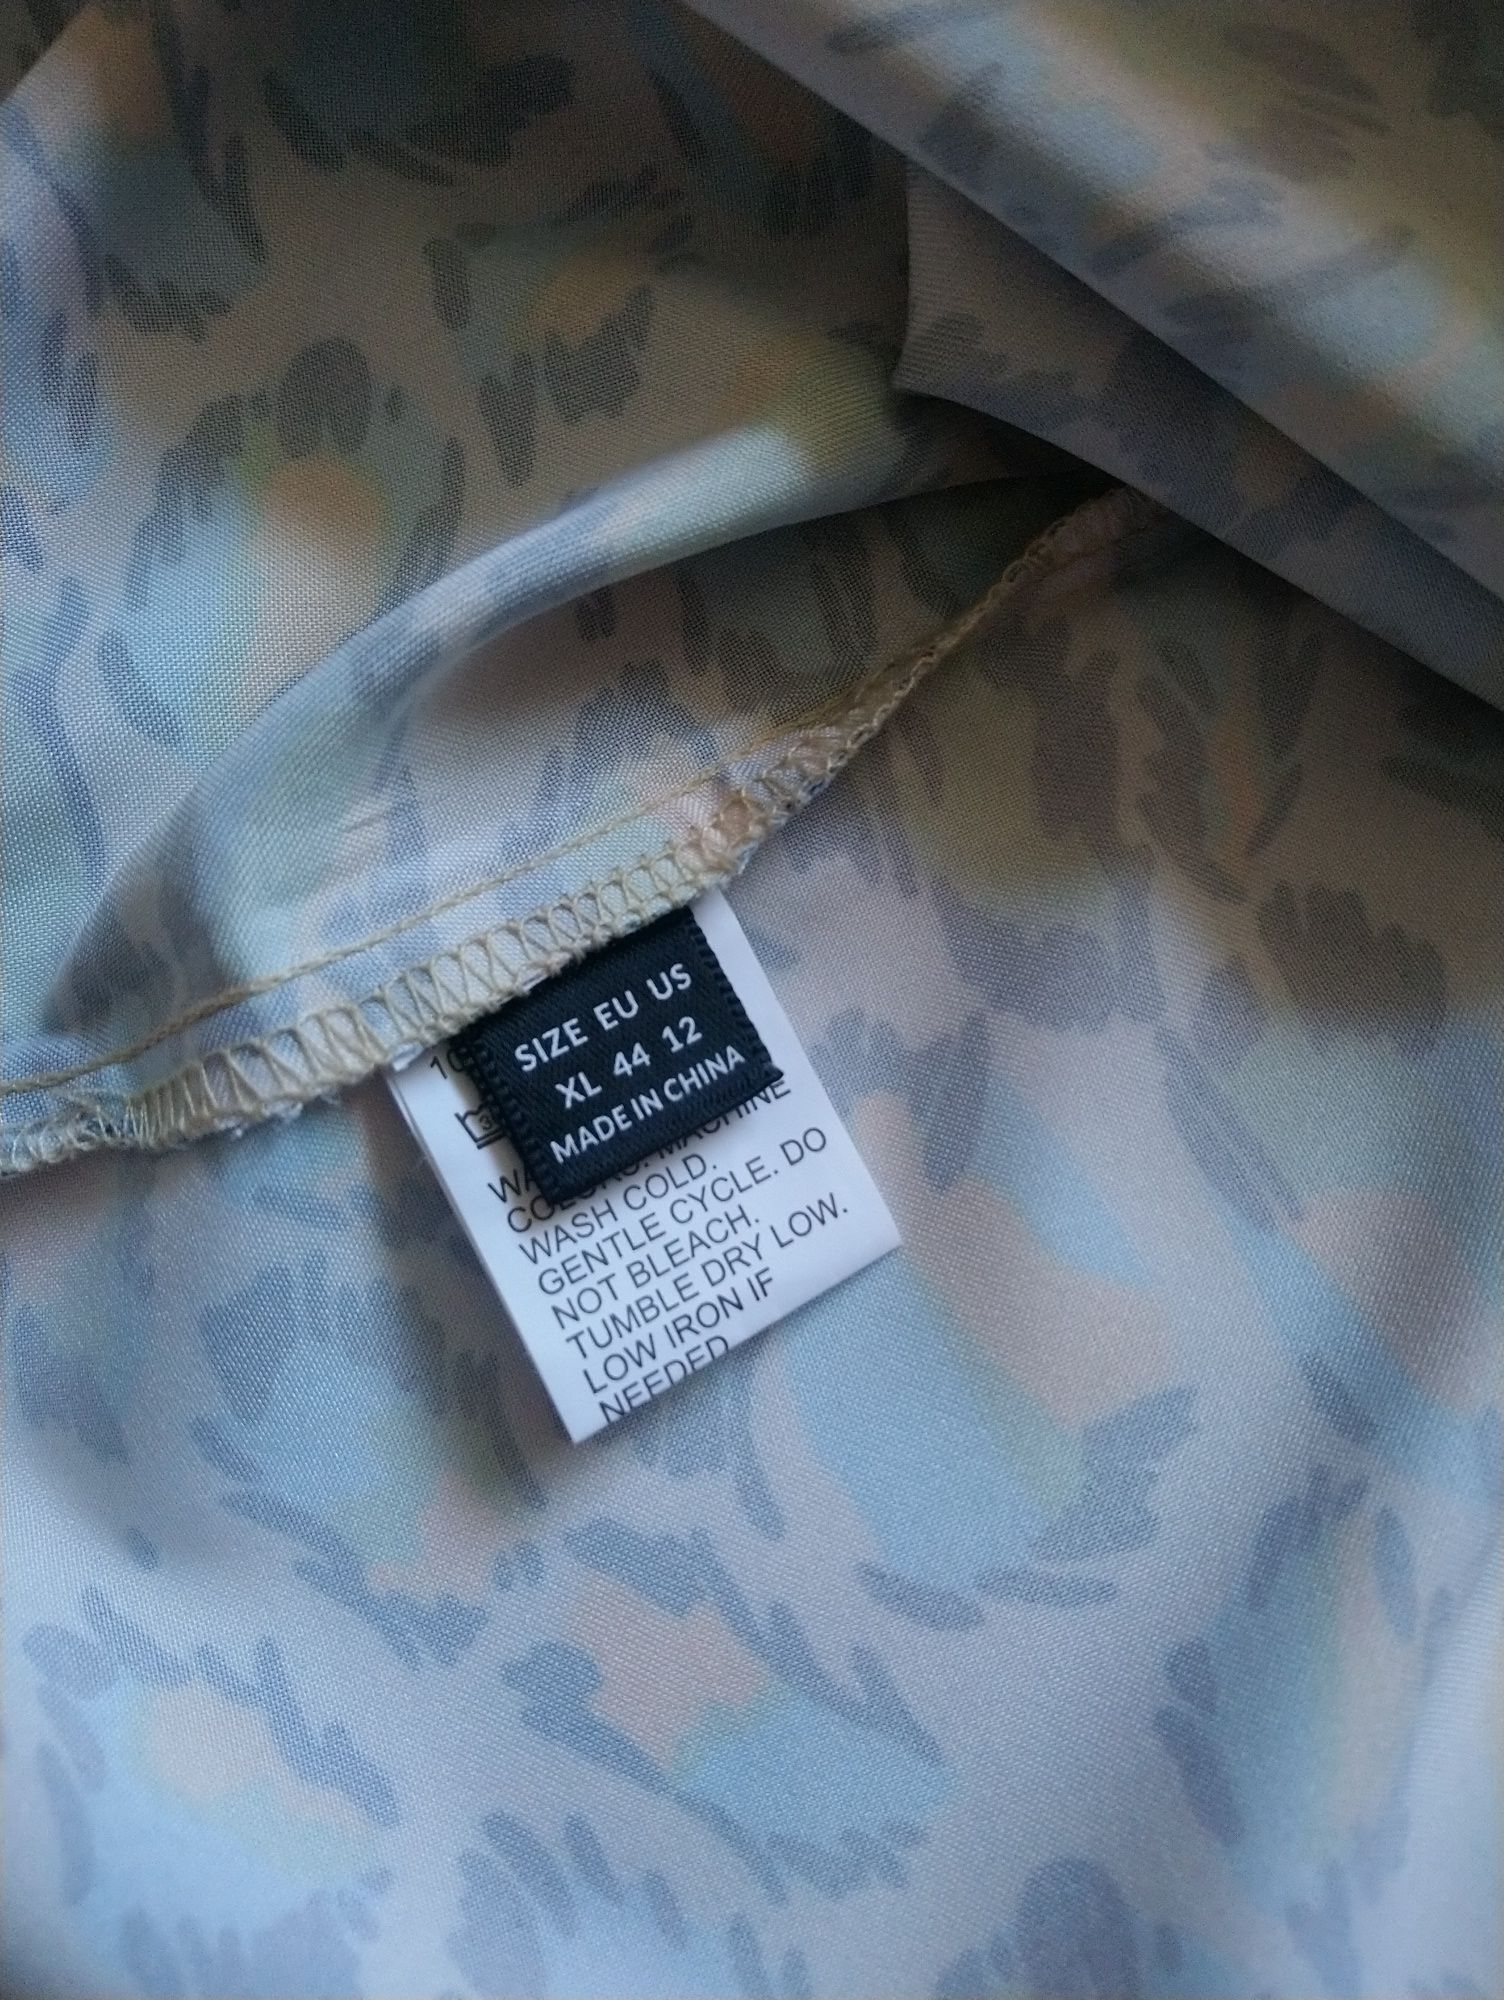 SIZE EU US
XL 44 12
MADE IN CHINA
MACHINE
WASH COLD.
GENTLE CYCLE. DO
NOT BLEACH.
TUMBLE DRY LOW.
LOW IRON IF
NEEDED